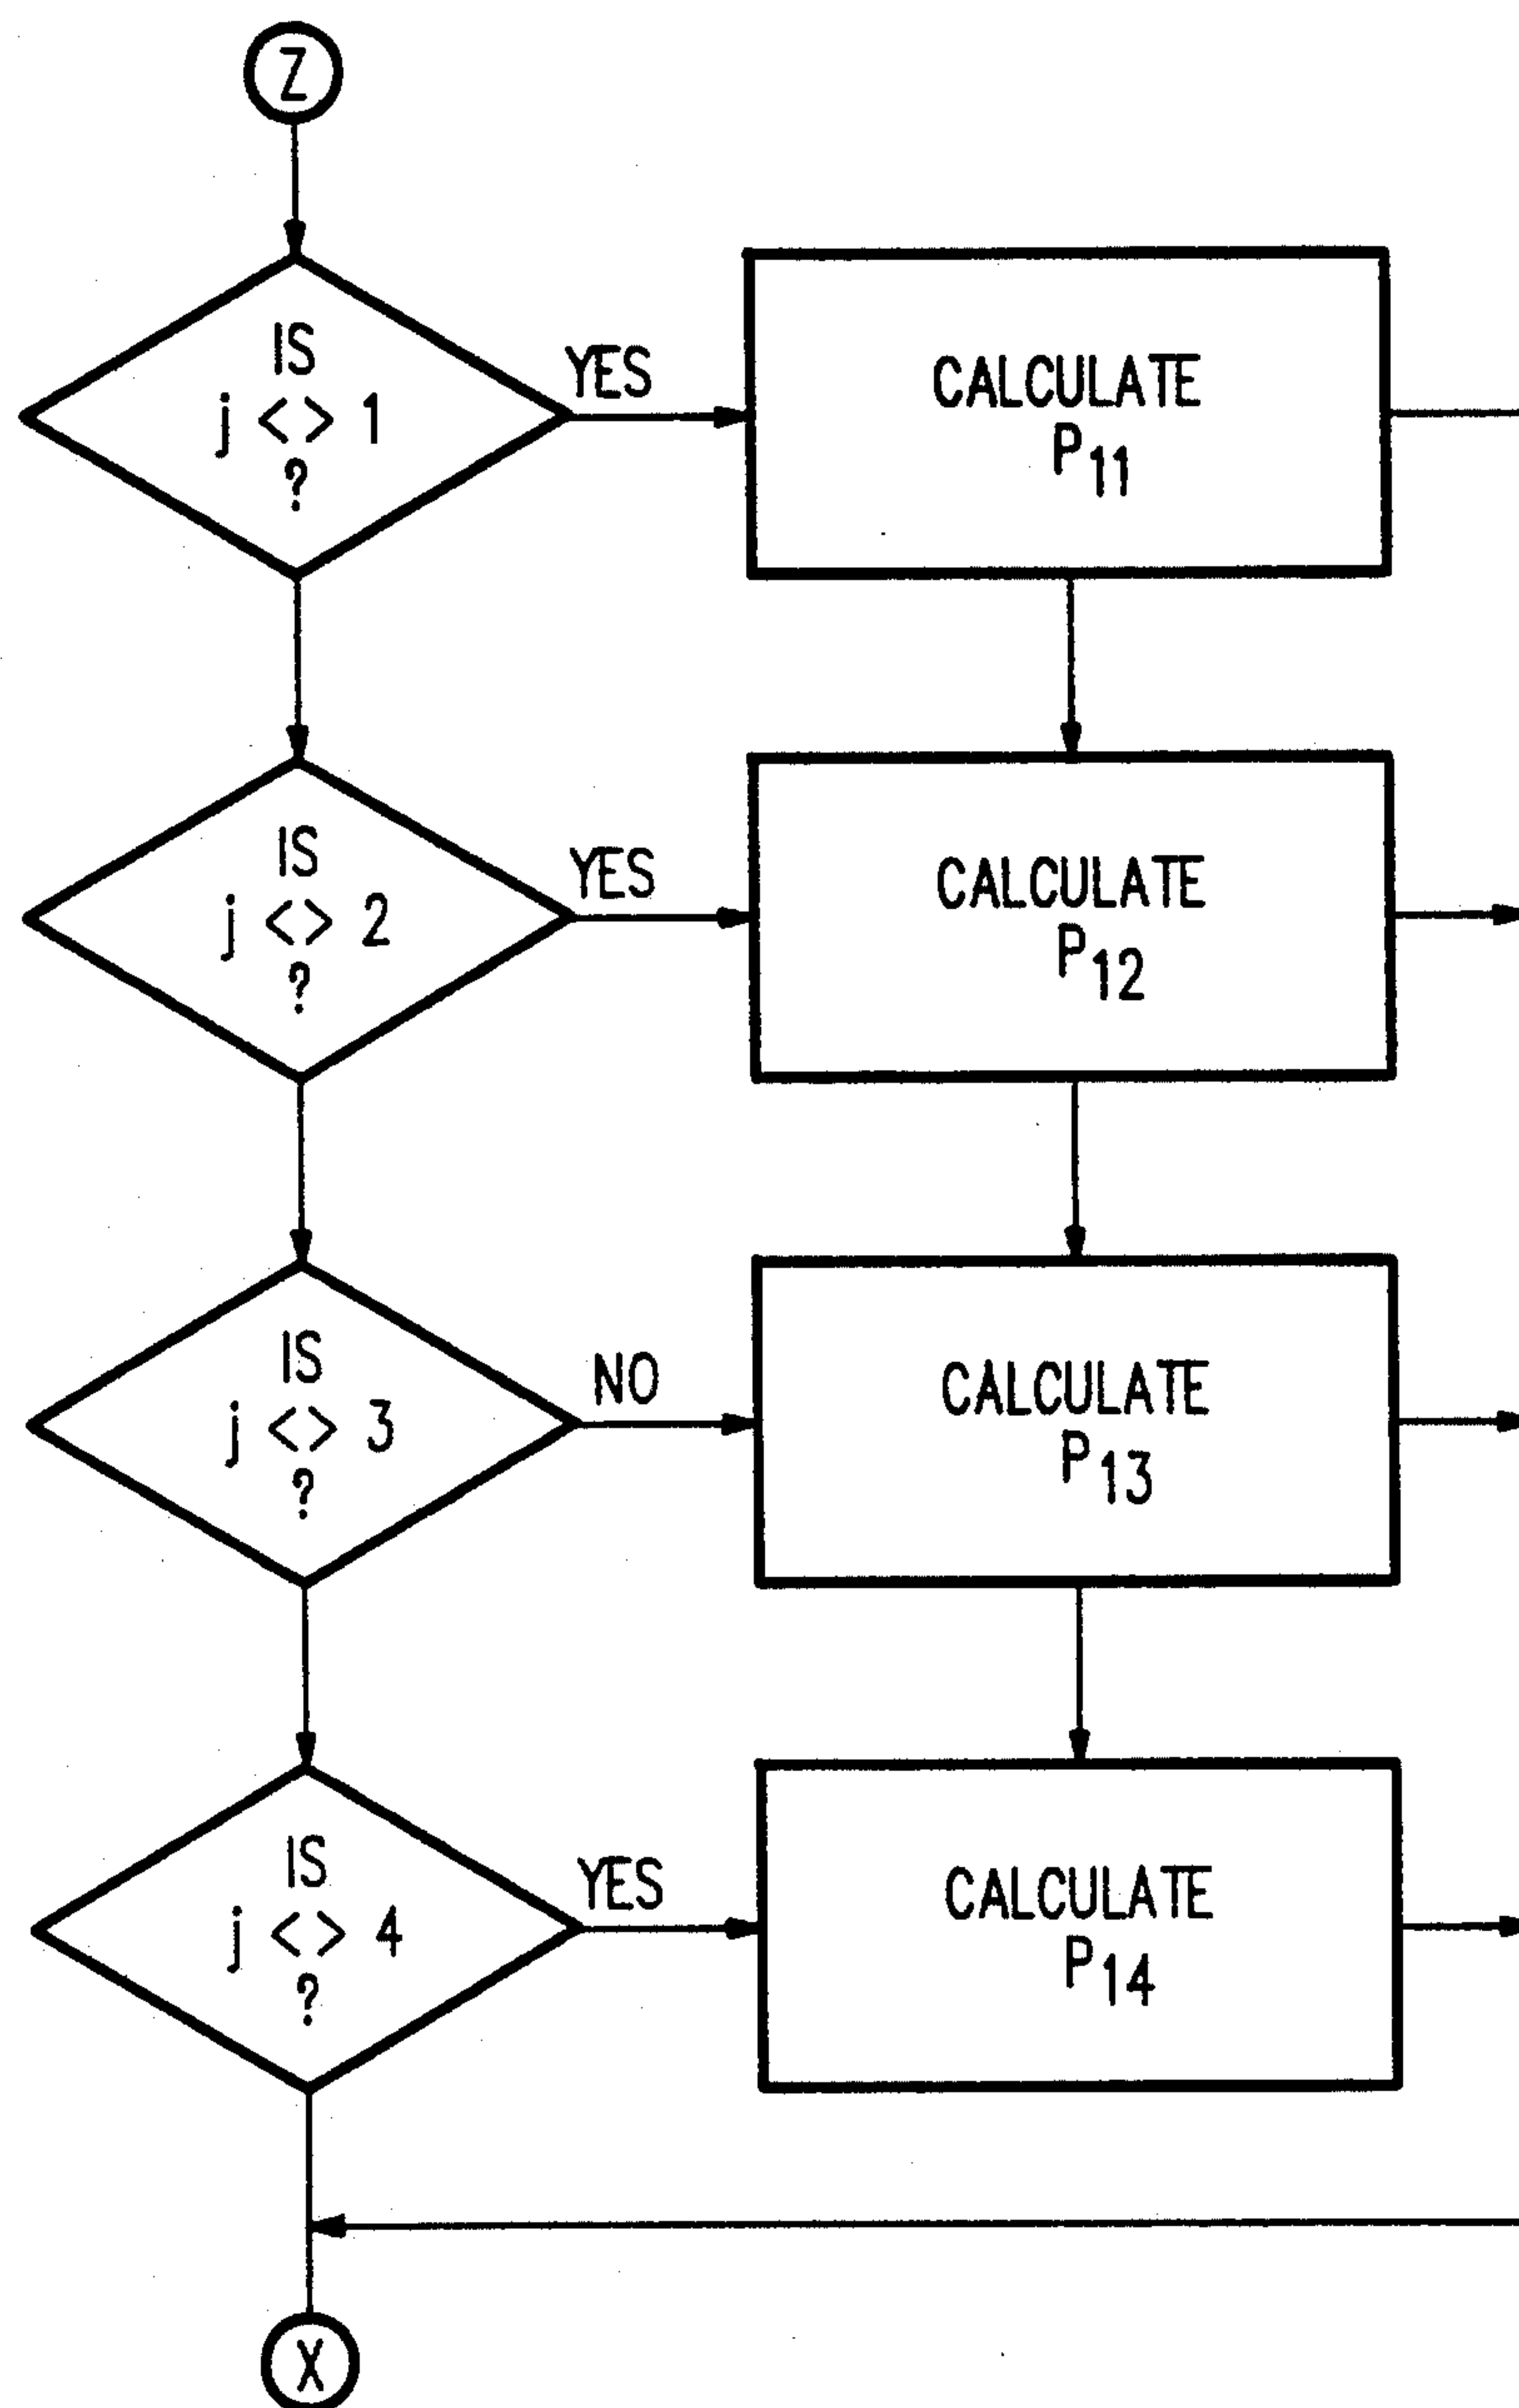 Z
IS
j <> 1
?
YES
CALCULATE
P11
IS
j <> 2
?
YES
CALCULATE
P12
IS
j <> 3
?
NO
CALCULATE
P13
IS
j <> 4
?
YES
CALCULATE
P14
X